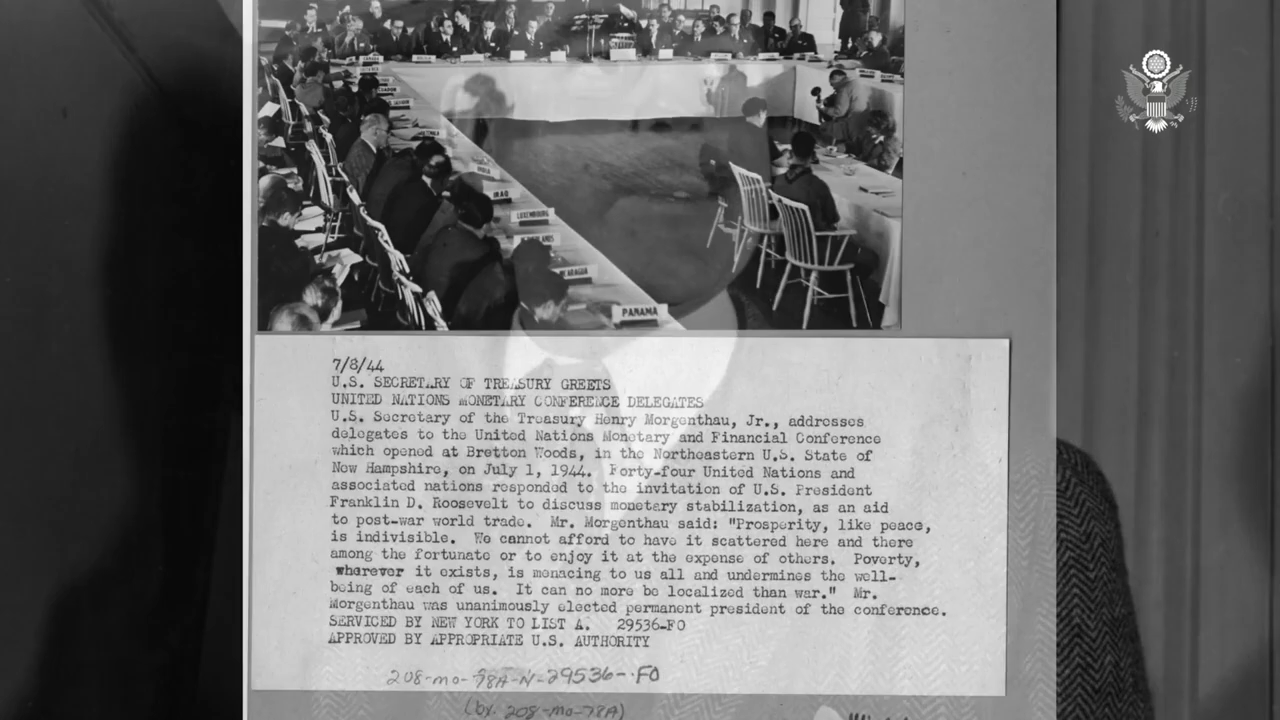 IRAQ
LUXEMBOURG
PANAMA
7/8/44
U.S. SECRETARY OF TREASURY GREETS
UNITED NATIONS MONETARY CONFERENCE DELEGATES
U.S. Secretary of the Treasury Henry Morgenthau, Jr., addresses
delegates to the United Nations Monetary and Financial Conference
which opened at Bretton Woods, in the Northeastern U.S. State of
New Hampshire, on July 1, 1944. Forty-four United Nations and
associated nations responded to the invitation of U.S. President
Franklin D. Roosevelt to discuss monetary stabilization, as an aid
to post-war world trade. Mr. Morgenthau said: "Prosperity, like peace,
is indivisible. We cannot afford to have it scattered here and there
among the fortunate or to enjoy it at the expense of others. Poverty,
wherever it exists, is menacing to us all and undermines the well-
being of each of us. It can no more be localized than war." Mr.
Morgenthau was unanimously elected permanent president of the conference.
SERVICED BY NEW YORK TO LIST A. 29536-FO
APPROVED BY APPROPRIATE U.S. AUTHORITY
208-mo-78A-N-29536-FO
(by. 208-mo-78A)